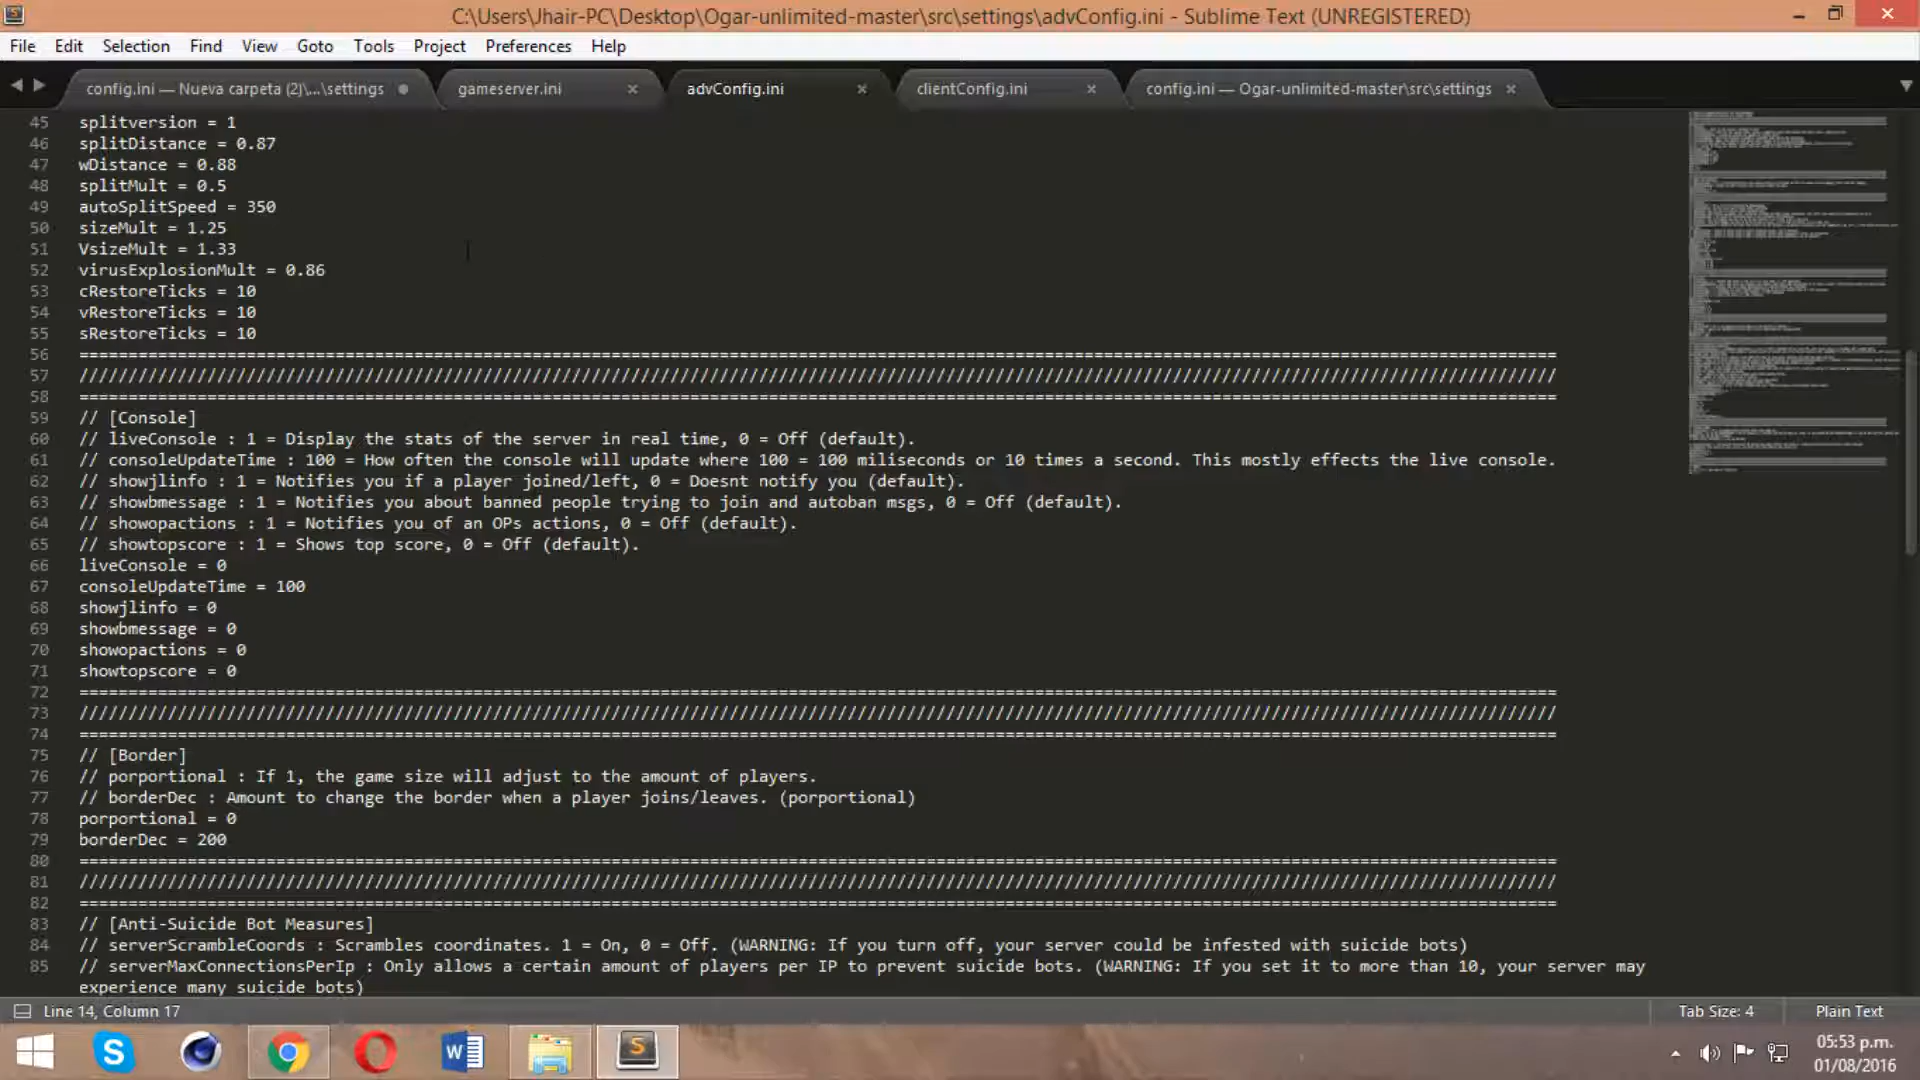 C:\Users\Jhair-PC\Desktop\Ogar-unlimited-master\src\settings\advConfig.ini - Sublime Text (UNREGISTERED)
File Edit Selection Find View Goto Tools Project Preferences Help
config.ini — Nueva carpeta (2)\...\settings gameserver.ini advConfig.ini clientConfig.ini config.ini — Ogar-unlimited-master\src\settings
45 splitversion = 1
46 splitDistance = 0.87
47 wDistance = 0.88
48 splitMult = 0.5
49 autoSplitSpeed = 350
50 sizeMult = 1.25
51 VsizeMult = 1.33
52 virusExplosionMult = 0.86
53 cRestoreTicks = 10
54 vRestoreTicks = 10
55 sRestoreTicks = 10
56 ======================================================================================================================================================
57 //////////////////////////////////////////////////////////////////////////////////////////////////////////////////////////////////////////////////////
58 ======================================================================================================================================================
59 // [Console]
60 // liveConsole : 1 = Display the stats of the server in real time, 0 = Off (default).
61 // consoleUpdateTime : 100 = How often the console will update where 100 = 100 miliseconds or 10 times a second. This mostly effects the live console.
62 // showjlinfo : 1 = Notifies you if a player joined/left, 0 = Doesnt notify you (default).
63 // showbmessage : 1 = Notifies you about banned people trying to join and autoban msgs, 0 = Off (default).
64 // showopactions : 1 = Notifies you of an OPs actions, 0 = Off (default).
65 // showtopscore : 1 = Shows top score, 0 = Off (default).
66 liveConsole = 0
67 consoleUpdateTime = 100
68 showjlinfo = 0
69 showbmessage = 0
70 showopactions = 0
71 showtopscore = 0
72 ======================================================================================================================================================
73 //////////////////////////////////////////////////////////////////////////////////////////////////////////////////////////////////////////////////////
74 ======================================================================================================================================================
75 // [Border]
76 // porportional : If 1, the game size will adjust to the amount of players.
77 // borderDec : Amount to change the border when a player joins/leaves. (porportional)
78 porportional = 0
79 borderDec = 200
80 ======================================================================================================================================================
81 //////////////////////////////////////////////////////////////////////////////////////////////////////////////////////////////////////////////////////
82 ======================================================================================================================================================
83 // [Anti-Suicide Bot Measures]
84 // serverScrambleCoords : Scrambles coordinates. 1 = On, 0 = Off. (WARNING: If you turn off, your server could be infested with suicide bots)
85 // serverMaxConnectionsPerIp : Only allows a certain amount of players per IP to prevent suicide bots. (WARNING: If you set it to more than 10, your server may
experience many suicide bots)
Line 14, Column 17 Tab Size: 4 Plain Text
05:53 p.m.
01/08/2016